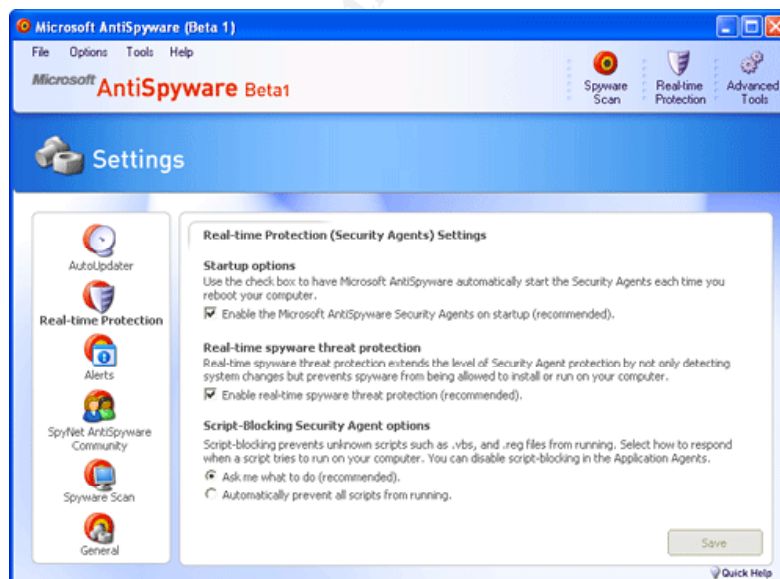 Microsoft AntiSpyware (Beta 1)
File Options Tools Help
Microsoft AntiSpyware Beta1
Spyware Scan
Real-time Protection
Advanced Tools
Settings
AutoUpdater
Real-time Protection
Alerts
SpyNet AntiSpyware Community
Spyware Scan
General
Real-time Protection (Security Agents) Settings
Startup options
Use the check box to have Microsoft AntiSpyware automatically start the Security Agents each time you
reboot your computer.
Enable the Microsoft AntiSpyware Security Agents on startup (recommended).
Real-time spyware threat protection
Real-time spyware threat protection extends the level of Security Agent protection by not only detecting
system changes but prevents spyware from being allowed to install or run on your computer.
Enable real-time spyware threat protection (recommended).
Script-Blocking Security Agent options
Script-blocking prevents unknown scripts such as .vbs, and .reg files from running. Select how to respond
when a script tries to run on your computer. You can disable script-blocking in the Application Agents.
Ask me what to do (recommended).
Automatically prevent all scripts from running.
Save
Quick Help